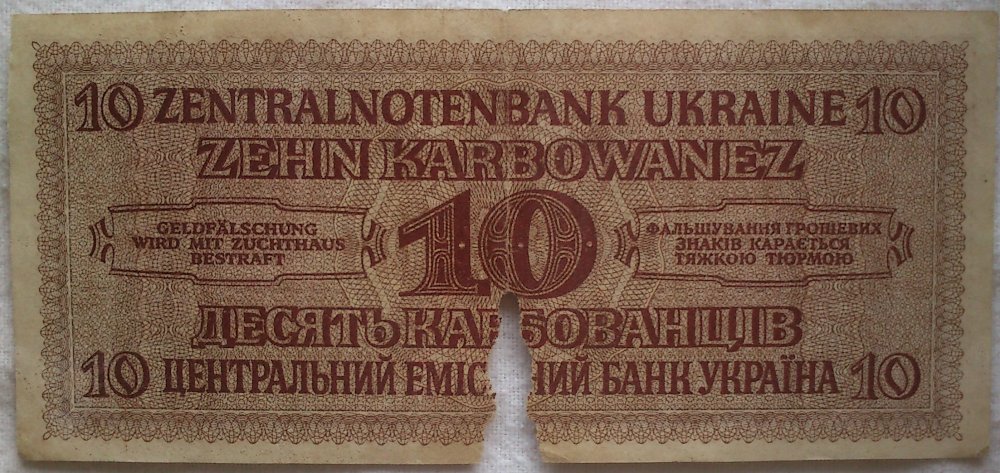 10 ZENTRALNOTENBANK UKRAINE 10
ZEHN KARBOWANEZ
10
GELDFÄLSCHUNG
WIRD MIT ZUCHTHAUS
BESTRAFT
ФАЛЬШУВАННЯ ГРОШЕВИХ
ЗНАКІВ КАРАЄТЬСЯ
ТЯЖКОЮ ТЮРМОЮ
ДЕСЯТЬ
10 ЦЕНТРАЛЬНИЙ БАНК УКРАЇНА 10